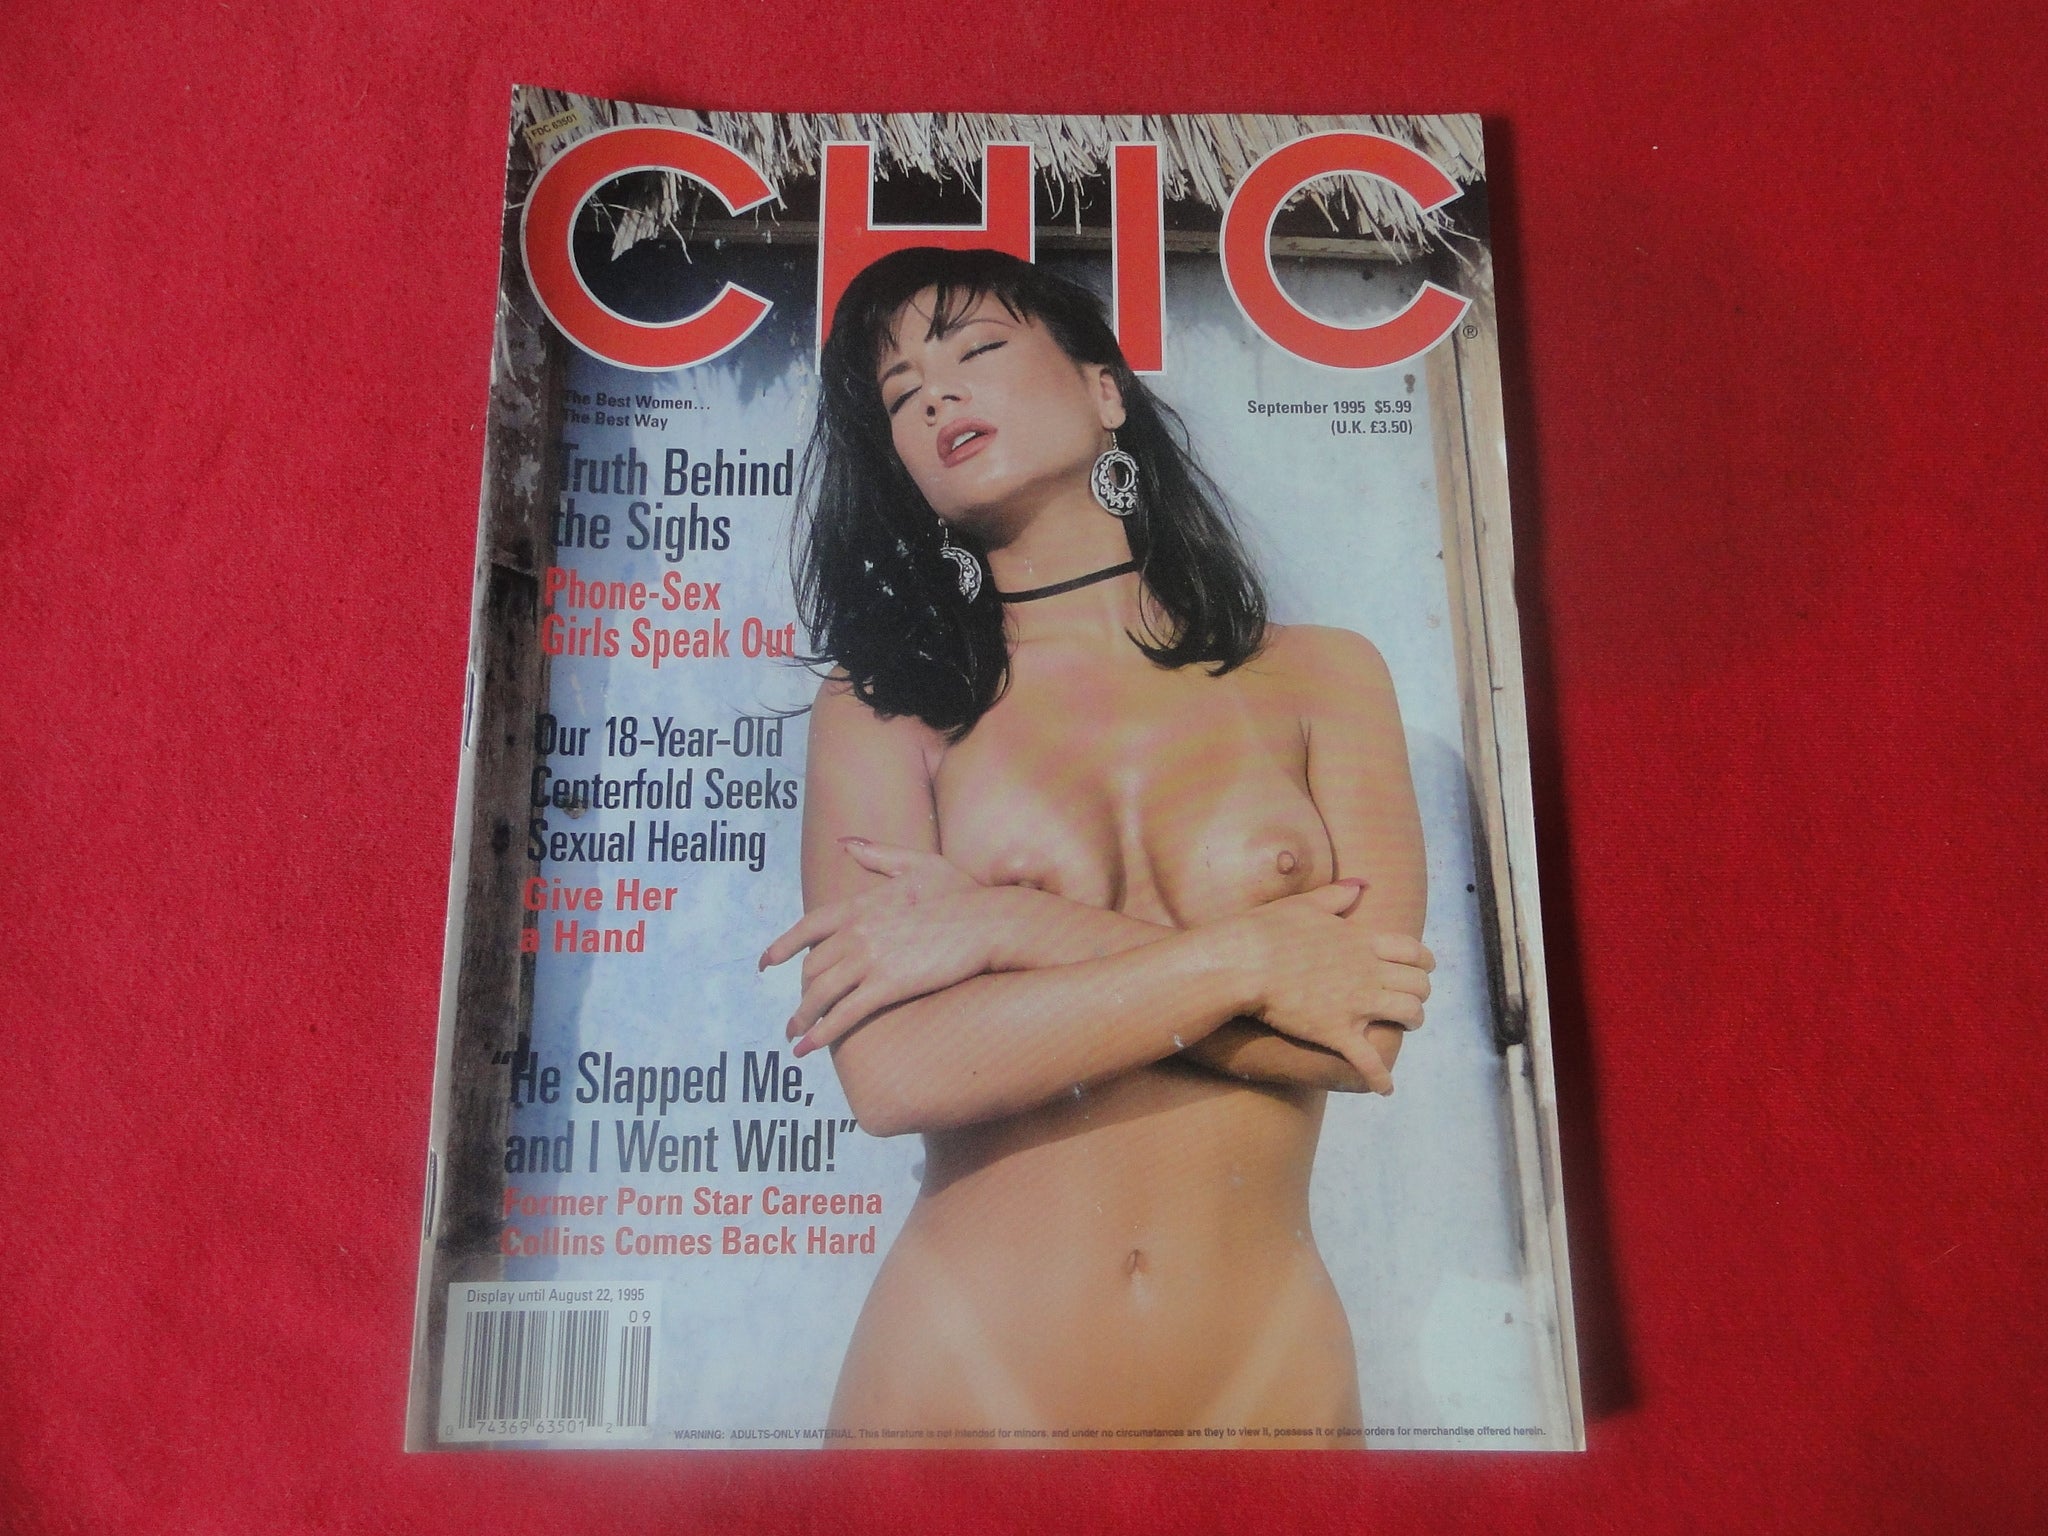 FDC 63501
CHIC
®
The Best Women...
The Best Way
September 1995 $5.99
(U.K. £3.50)
Truth Behind
the Sighs
Phone-Sex
Girls Speak Out
Our 18-Year-Old
Centerfold Seeks
Sexual Healing
Give Her
a Hand
"He Slapped Me,
and I Went Wild!"
Former Porn Star Careena
Collins Comes Back Hard
Display until August 22, 1995
09
0 74369 63501 2
WARNING: ADULTS-ONLY MATERIAL. This literature is not intended for minors, and under no circumstances are they to view it, possess it or place orders for merchandise offered herein.